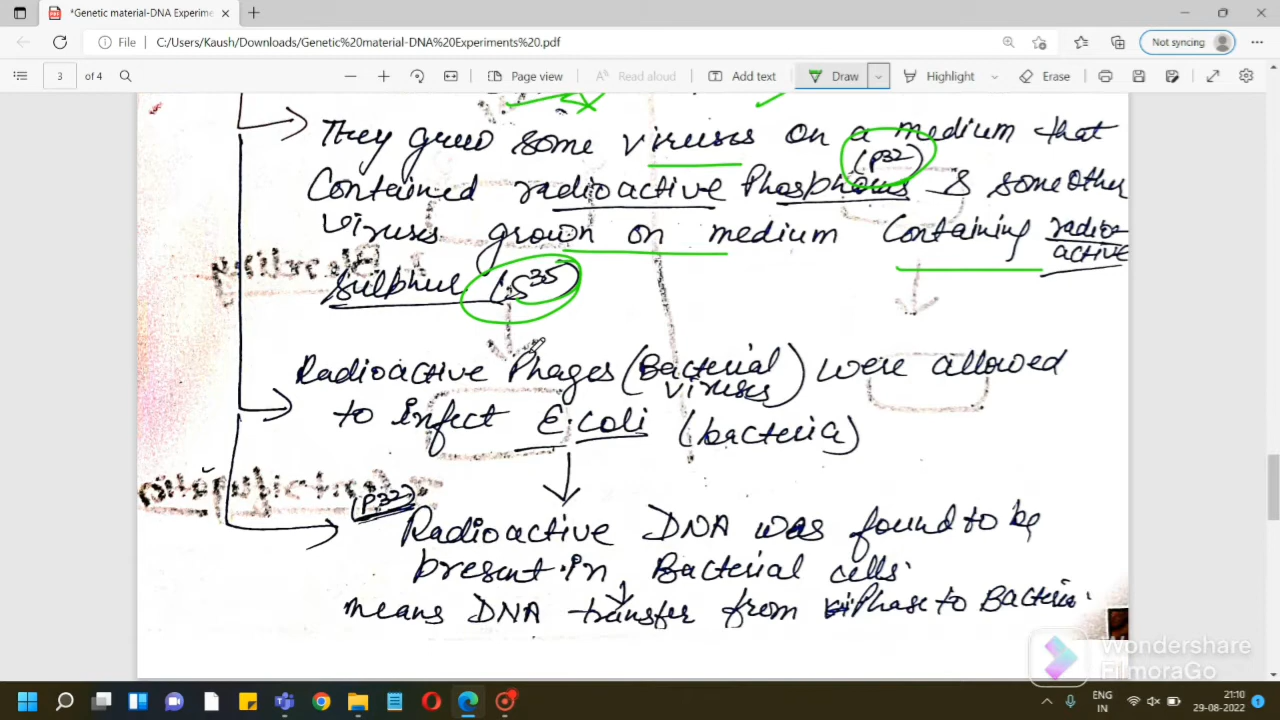 *Genetic material-DNA Experime
File C:/Users/Kaush/Downloads/Genetic%20material-DNA%20Experiments%20.pdf Not syncing
3 of 4 Page view Read aloud Add text Draw Highlight Erase
They grew some viruses on a medium that
(P32)
Contained radioactive Phosphorus & some other
viruses grown on medium Containing radio
active
Sulphur (S35)
Radioactive Phages (Bacterial
viruses) were allowed
to infect E.coli (bacteria)
(P32)
Radioactive DNA was found to be
present in Bacterial cells.
means DNA transfer from Phase to Bacteria.
Wondershare
FilmoraGo
ENG
IN
21:10
29-08-2022